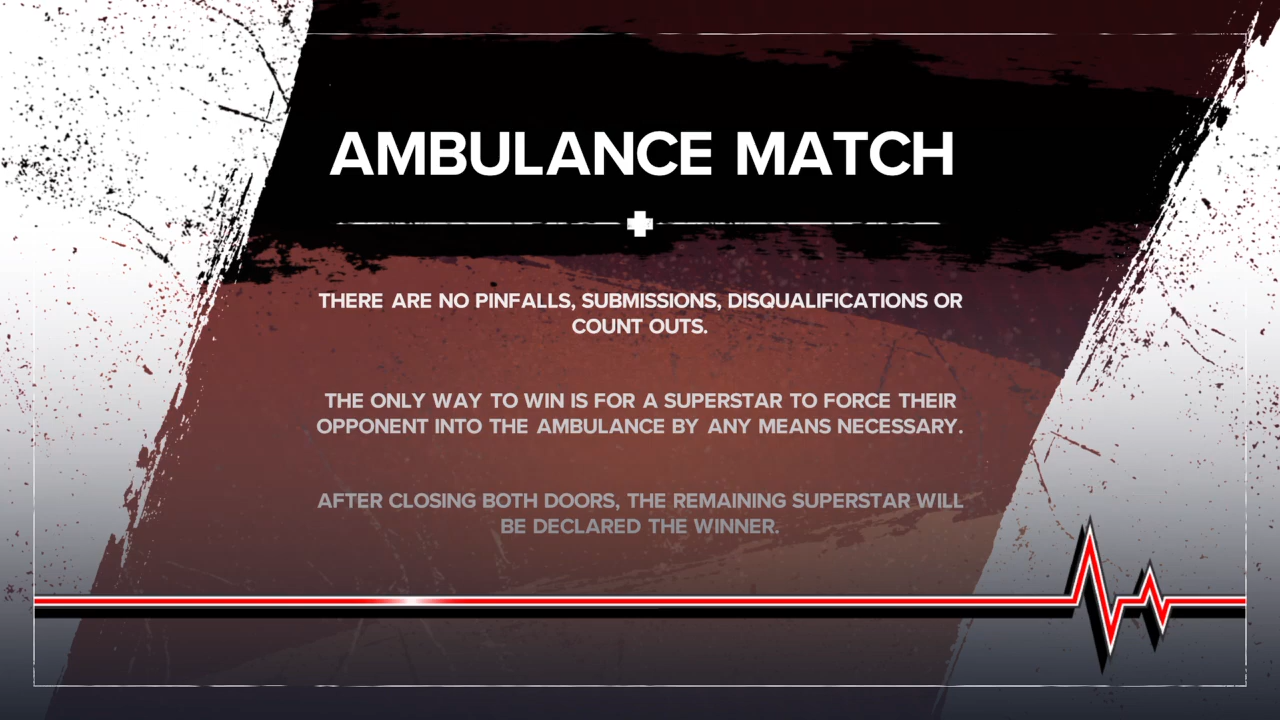 AMBULANCE MATCH
THERE ARE NO PINFALLS, SUBMISSIONS, DISQUALIFICATIONS OR
COUNT OUTS.
THE ONLY WAY TO WIN IS FOR A SUPERSTAR TO FORCE THEIR
OPPONENT INTO THE AMBULANCE BY ANY MEANS NECESSARY.
AFTER CLOSING BOTH DOORS, THE REMAINING SUPERSTAR WILL
BE DECLARED THE WINNER.